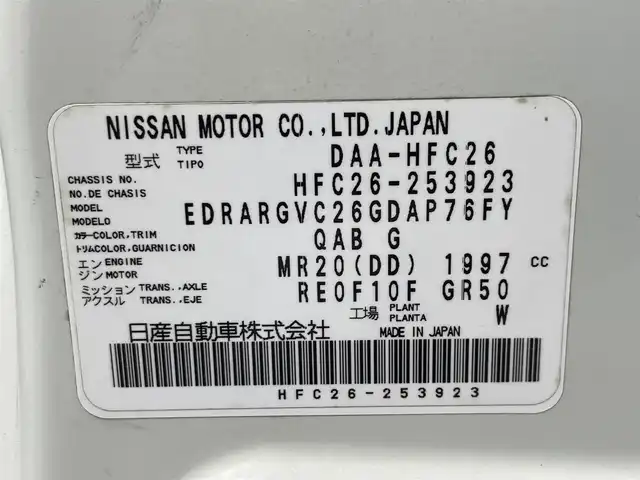 NISSAN MOTOR CO.,LTD.JAPAN
型式 TYPE TIPO DAA-HFC26
CHASSIS NO. NO.DE CHASIS HFC26-253923
MODEL MODELO EDRARGVC26GDAP76FY
カラーCOLOR,TRIM トリムCOLOR,GUARNICION QAB G
エンジン ENGINE MOTOR MR20(DD) 1997 CC
ミッション TRANS.,AXLE アクスル TRANS.,EJE RE0F10F GR50
工場 PLANT PLANTA W
日産自動車株式会社 MADE IN JAPAN
HFC26-253923